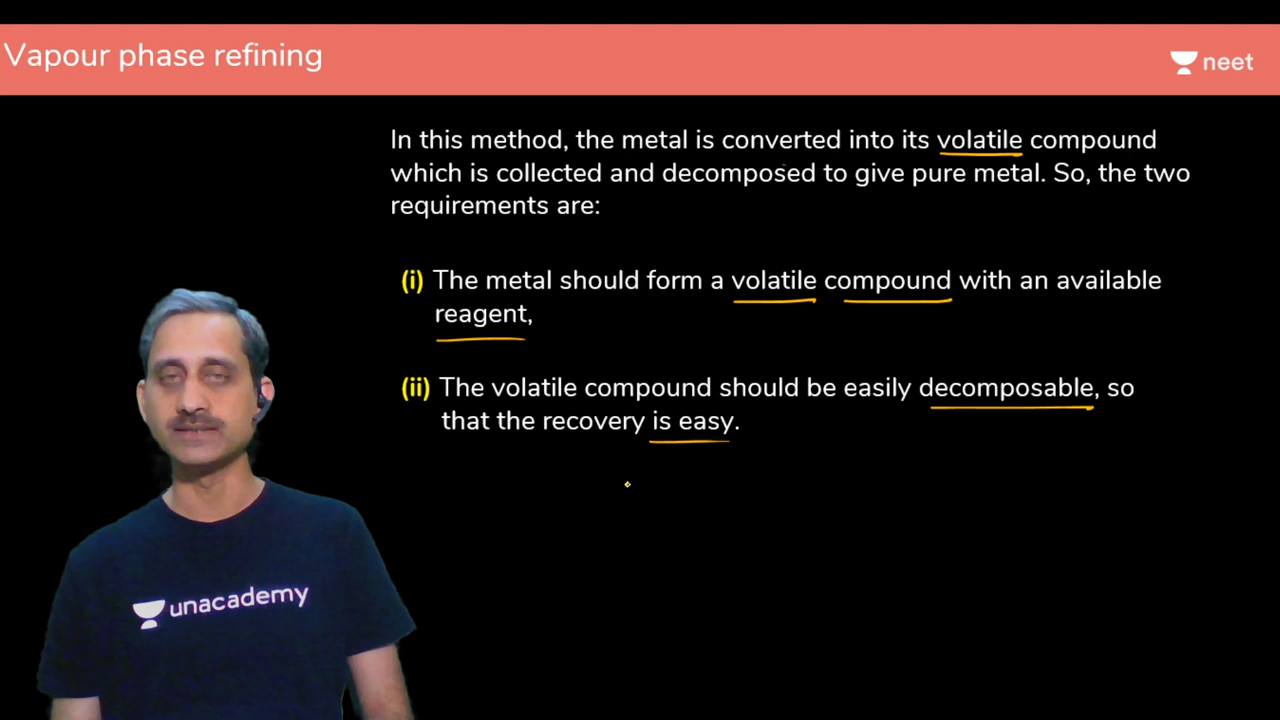 Vapour phase refining
neet
In this method, the metal is converted into its volatile compound
which is collected and decomposed to give pure metal. So, the two
requirements are:
(i) The metal should form a volatile compound with an available
reagent,
(ii) The volatile compound should be easily decomposable, so
that the recovery is easy.
unacademy